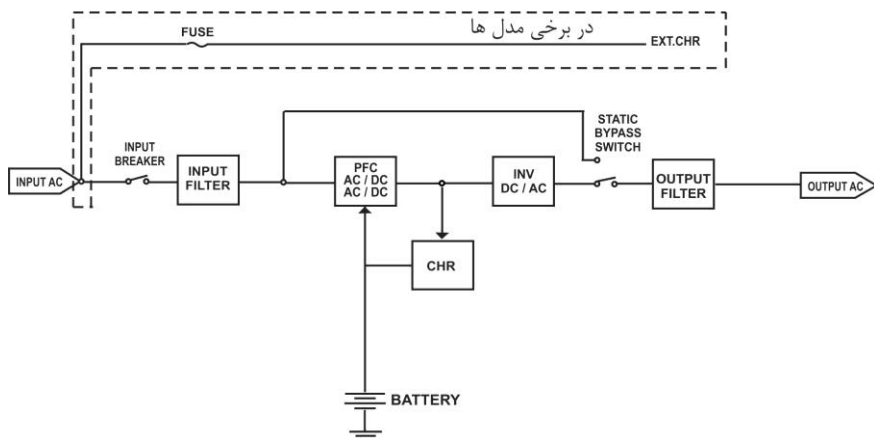 در برخی مدل ها
FUSE
EXT.CHR
INPUT AC
INPUT
BREAKER
INPUT
FILTER
PFC
AC / DC
AC / DC
INV
DC / AC
STATIC
BYPASS
SWITCH
OUTPUT
FILTER
OUTPUT AC
CHR
BATTERY